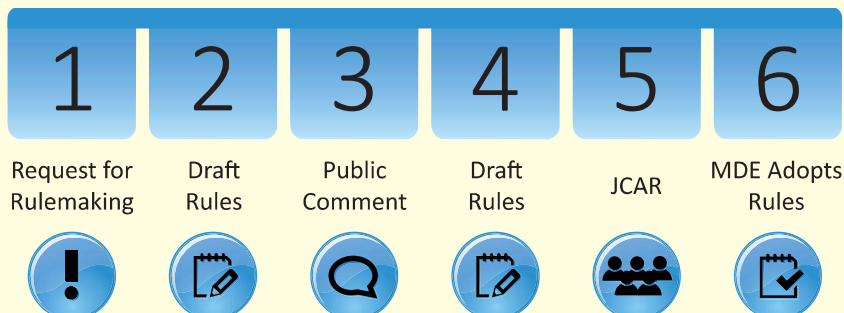 1 2 3 4 5 6
Request for Rulemaking
Draft Rules
Public Comment
Draft Rules
JCAR
MDE Adopts Rules